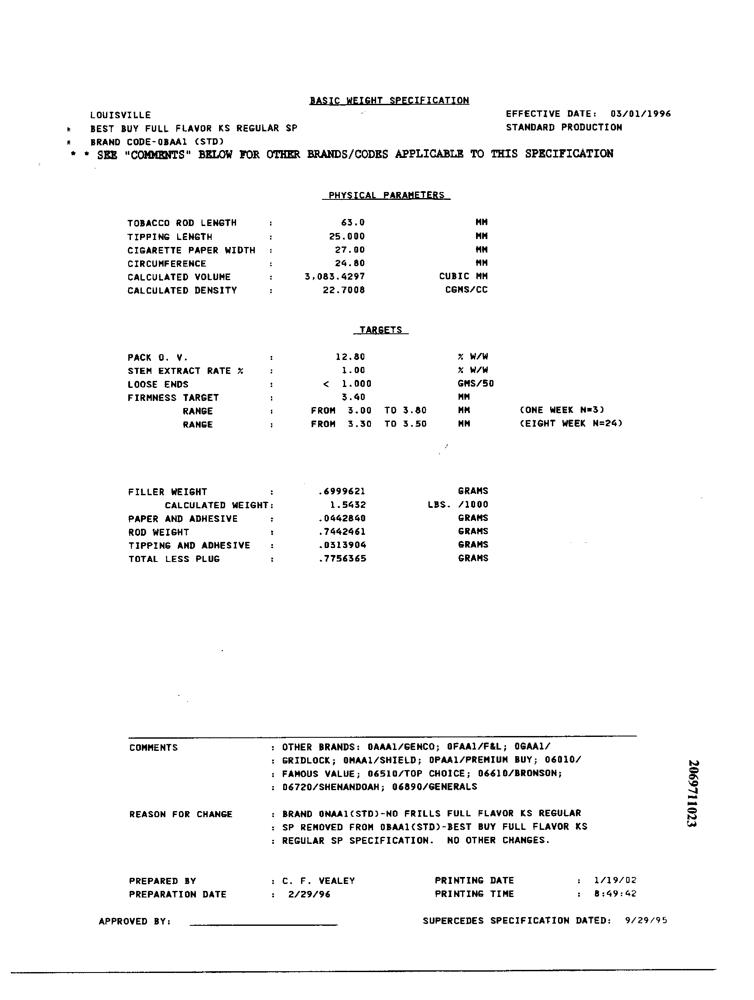 BASIC WEIGHT SPECIFICATION
LOUISVILLE EFFECTIVE DATE: 03/01/1996
* BEST BUY FULL FLAVOR KS REGULAR SP STANDARD PRODUCTION
* BRAND CODE-0BAA1 (STD)
* * SEE "COMMENTS" BELOW FOR OTHER BRANDS/CODES APPLICABLE TO THIS SPECIFICATION
PHYSICAL PARAMETERS
TOBACCO ROD LENGTH : 63.0 MM
TIPPING LENGTH : 25.000 MM
CIGARETTE PAPER WIDTH : 27.00 MM
CIRCUMFERENCE : 24.80 MM
CALCULATED VOLUME : 3,083.4297 CUBIC MM
CALCULATED DENSITY : 22.7008 CGMS/CC
TARGETS
PACK O. V. : 12.80 % W/W
STEM EXTRACT RATE % : 1.00 % W/W
LOOSE ENDS : < 1.000 GMS/50
FIRMNESS TARGET : 3.40 MM
RANGE : FROM 3.00 TO 3.80 MM (ONE WEEK N=3)
RANGE : FROM 3.30 TO 3.50 MM (EIGHT WEEK N=24)
FILLER WEIGHT : .6999621 GRAMS
CALCULATED WEIGHT: 1.5432 LBS. /1000
PAPER AND ADHESIVE : .0442840 GRAMS
ROD WEIGHT : .7442461 GRAMS
TIPPING AND ADHESIVE : .0313904 GRAMS
TOTAL LESS PLUG : .7756365 GRAMS
COMMENTS : OTHER BRANDS: 0AAA1/GENCO; 0FAA1/F&L; 0GAA1/
: GRIDLOCK; 0MAA1/SHIELD; 0PAA1/PREMIUM BUY; 06010/
: FAMOUS VALUE; 06510/TOP CHOICE; 06610/BRONSON;
: 06720/SHENANDOAH; 06890/GENERALS
REASON FOR CHANGE : BRAND 0NAA1(STD)-NO FRILLS FULL FLAVOR KS REGULAR
: SP REMOVED FROM 0BAA1(STD)-BEST BUY FULL FLAVOR KS
: REGULAR SP SPECIFICATION. NO OTHER CHANGES.
PREPARED BY : C. F. VEALEY PRINTING DATE : 1/19/02
PREPARATION DATE : 2/29/96 PRINTING TIME : 8:49:42
APPROVED BY: SUPERCEDES SPECIFICATION DATED: 9/29/95
2069711023